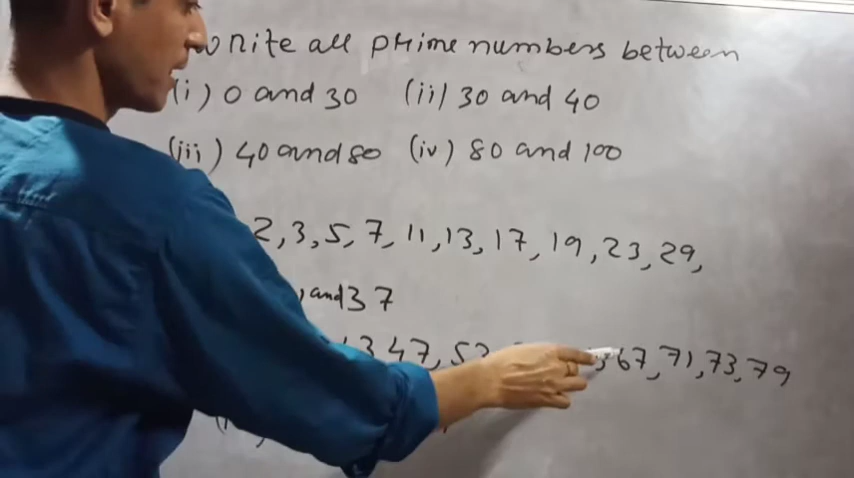 write all prime numbers between
(i) 0 and 30 (ii) 30 and 40
(iii) 40 and 80 (iv) 80 and 100
2, 3, 5, 7, 11, 13, 17, 19, 23, 29,
, and 37
43 47, 53 , 67, 71, 73, 79